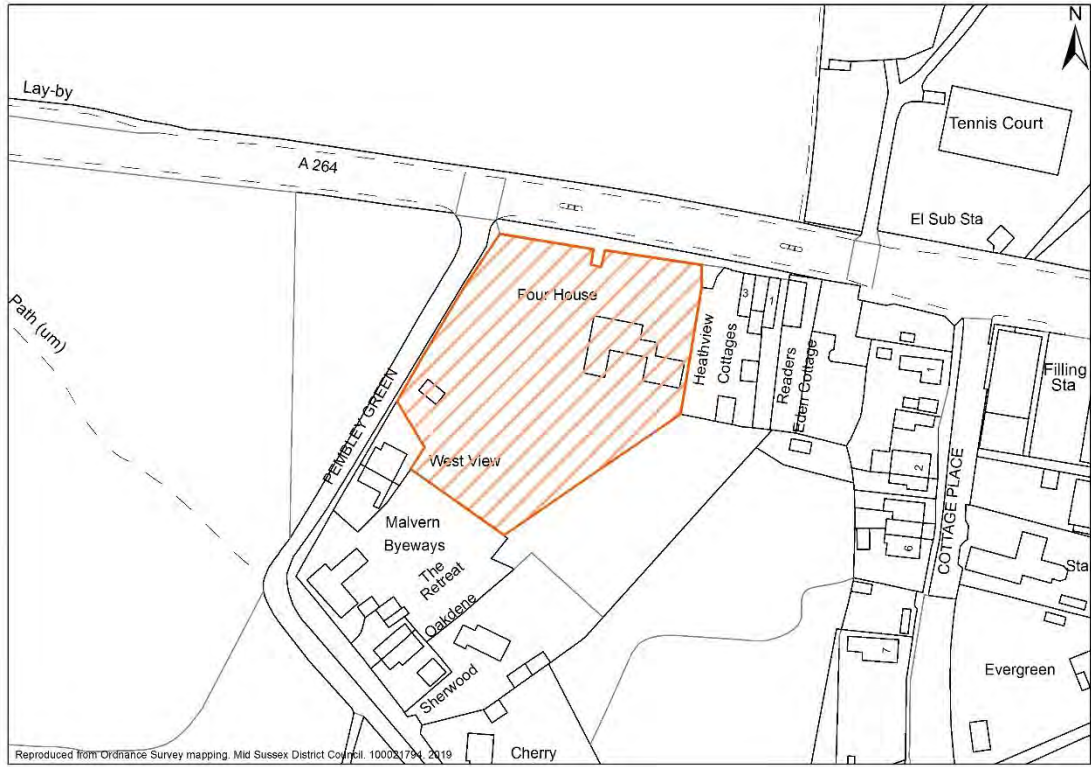 N
Lay-by
A 264
Tennis Court
El Sub Sta
Path (um)
PEMBLEY GREEN
Four House
Heathview
Cottages
3
1
Readers
Eden Cottage
1
Filling
Sta
West View
2
6
COTTAGE PLACE
Sta
Malvern
Byeways
The
Retreat
Oakdene
7
Sherwood
Evergreen
Cherry
Reproduced from Ordnance Survey mapping. Mid Sussex District Council. 100021794. 2019